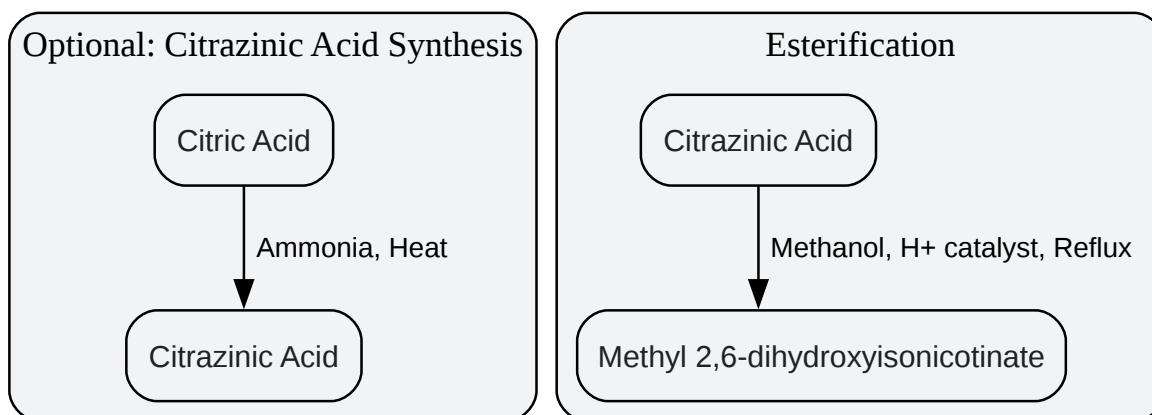 Optional: Citrazinic Acid Synthesis
Citric Acid
Ammonia, Heat
Citrazinic Acid
Esterification
Citrazinic Acid
Methanol, H+ catalyst, Reflux
Methyl 2,6-dihydroxyisonicotinate